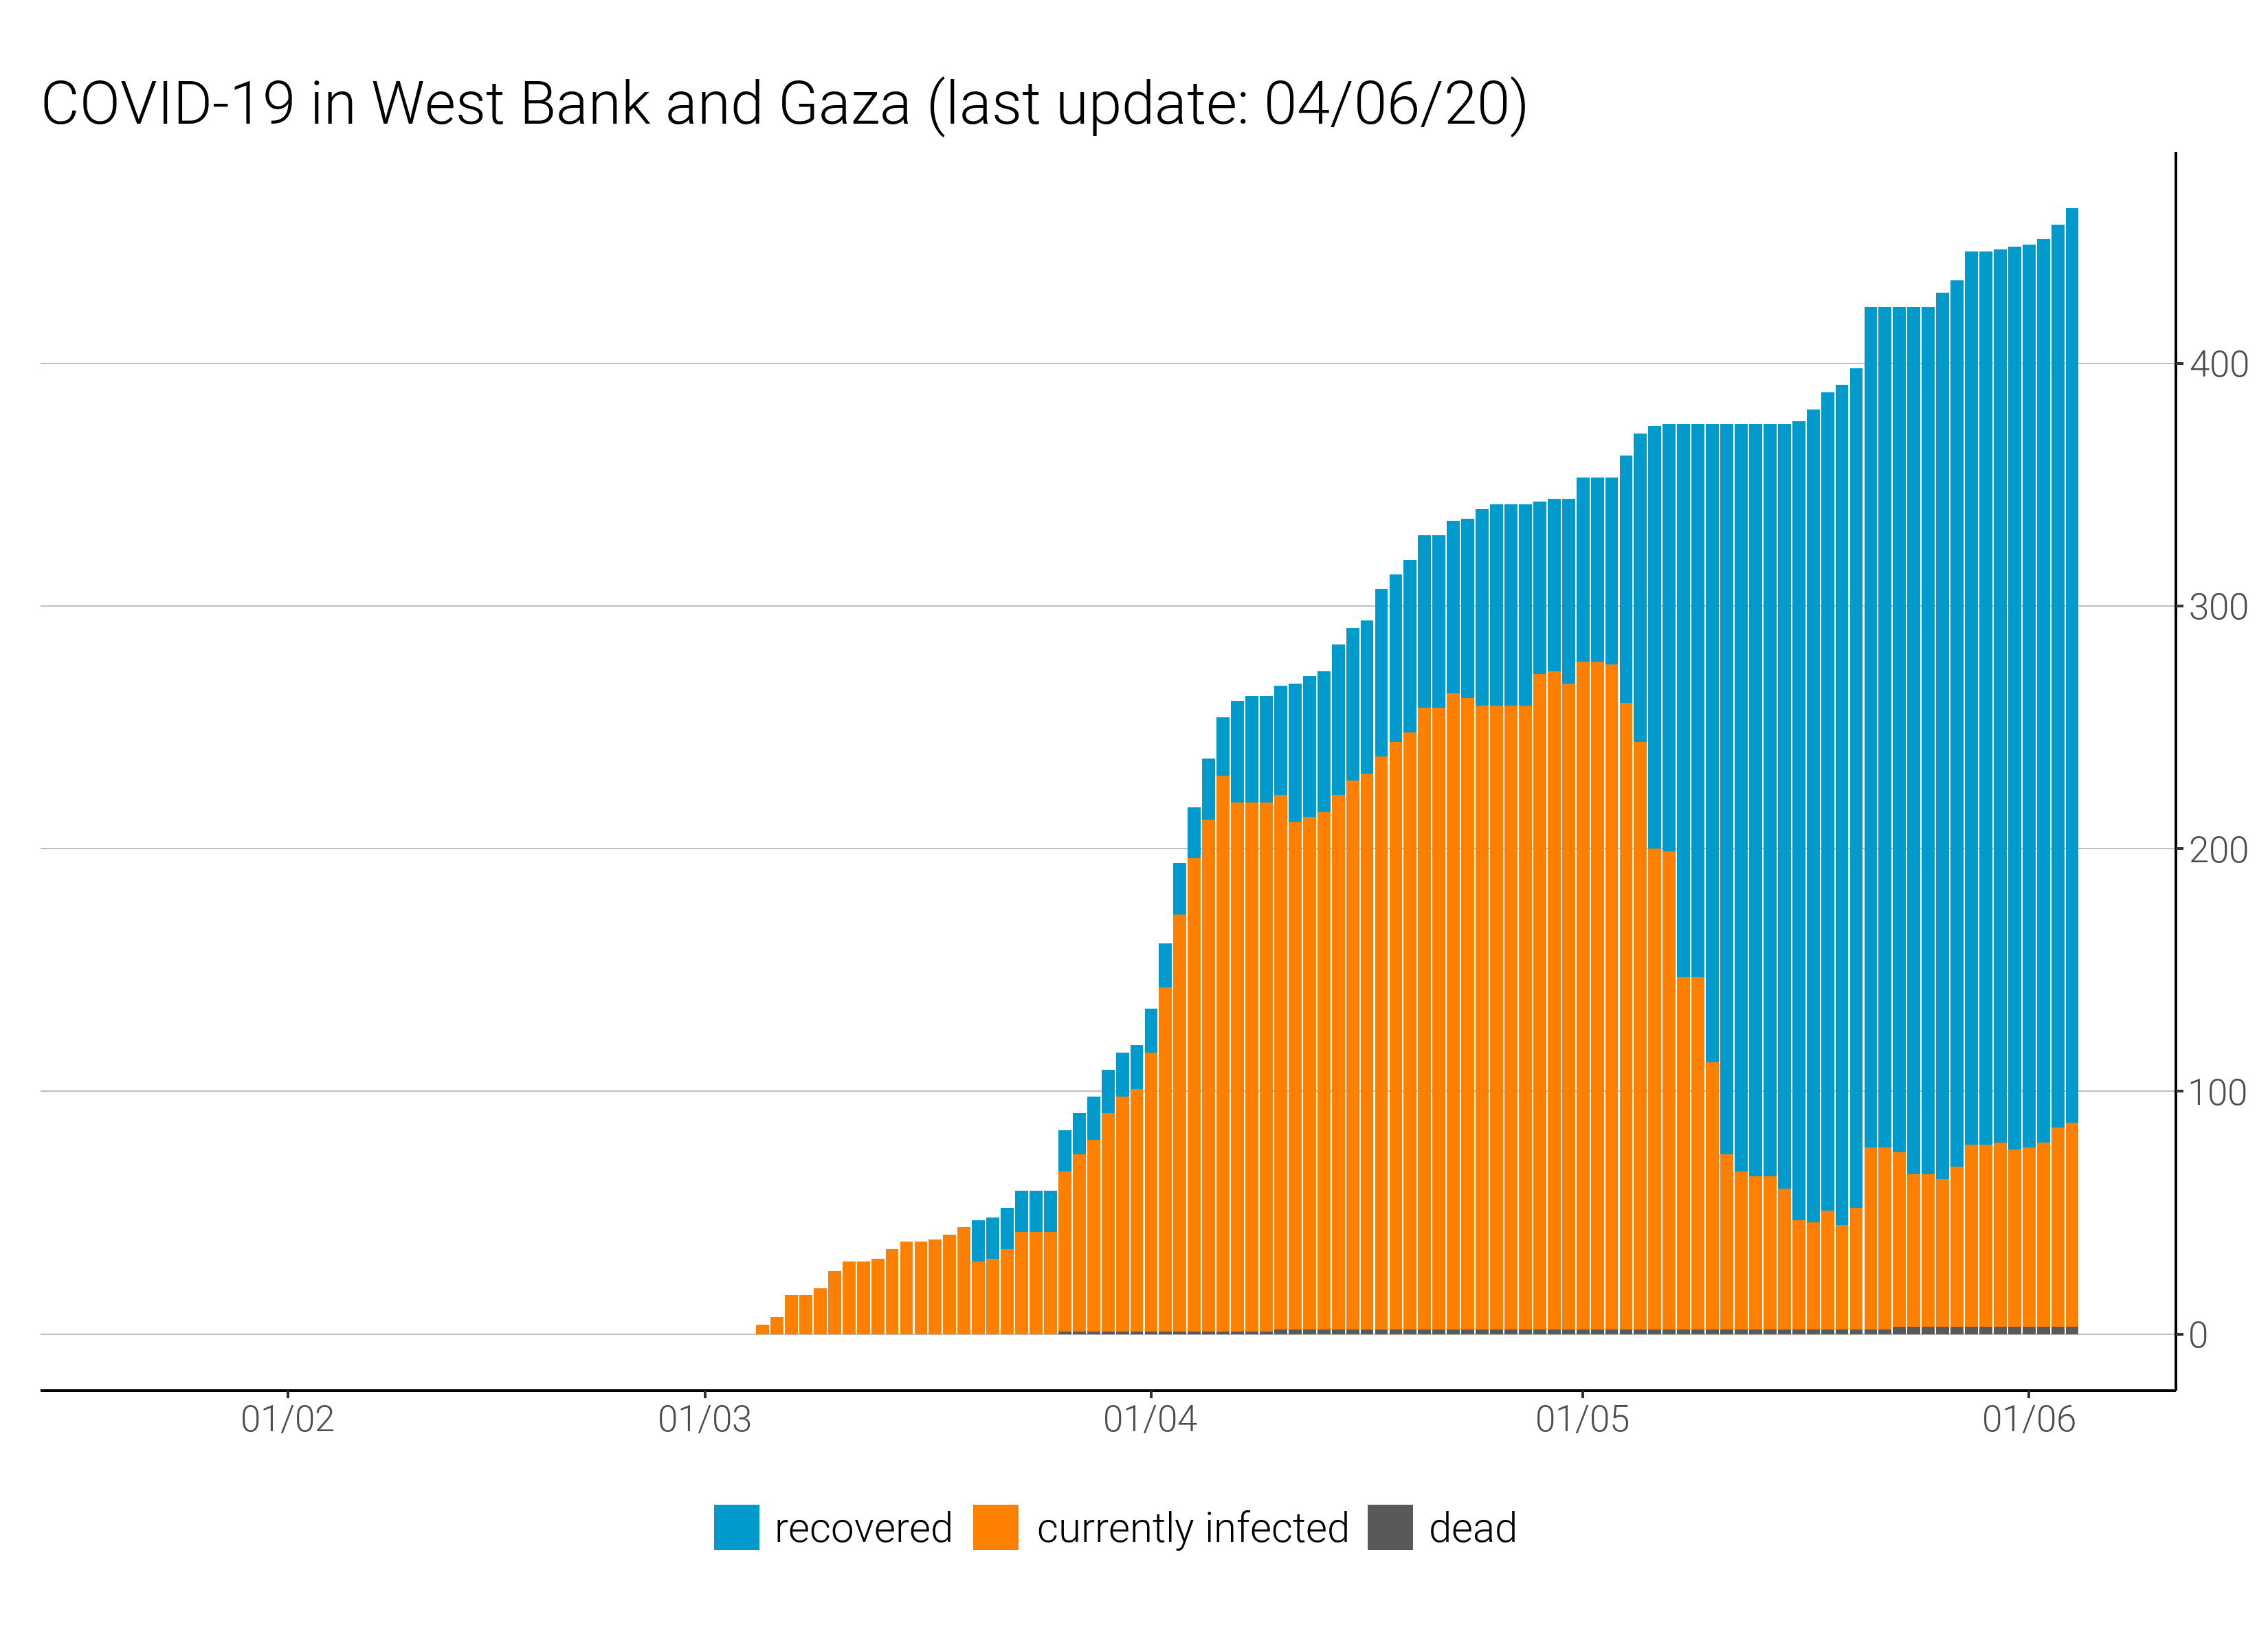 COVID-19 in West Bank and Gaza (last update: 04/06/20)
400
300
200
100
0
01/02 01/03 01/04 01/05 01/06
recovered currently infected dead